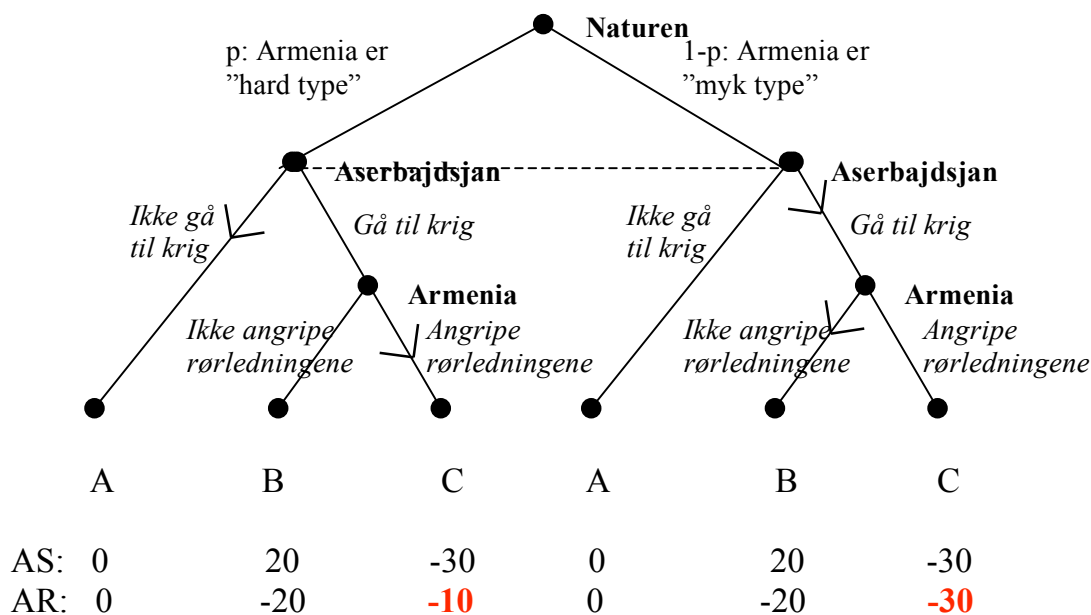 Naturen
p: Armenia er
”hard type”
1-p: Armenia er
”myk type”
Aserbajdsjan
Aserbajdsjan
Ikke gå
til krig
Gå til krig
Ikke gå
til krig
Gå til krig
Armenia
Armenia
Ikke angripe
rørledningene
Angripe
rørledningene
Ikke angripe
rørledningene
Angripe
rørledningene
A B C A B C
AS: 0 20 -30 0 20 -30
AR: 0 -20 -10 0 -20 -30